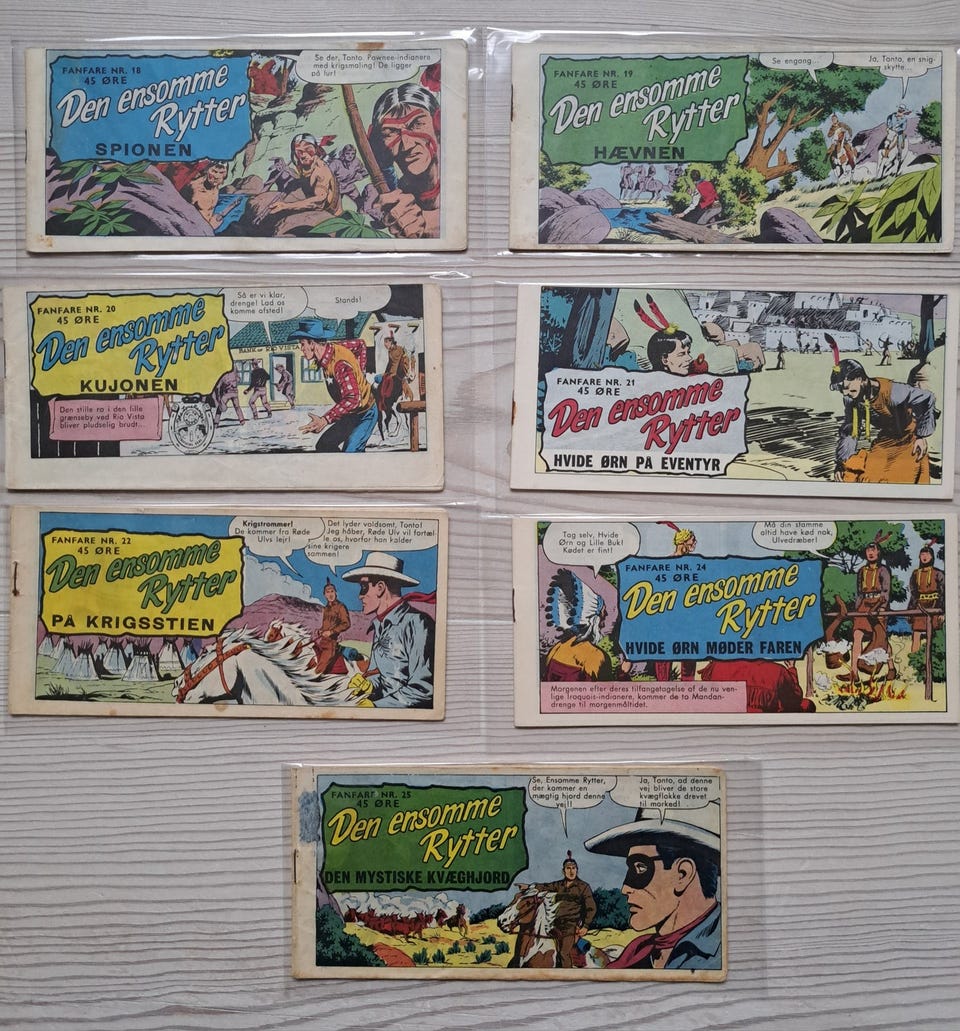 FANFARE NR. 18
45 ØRE
Den ensomme
Rytter
SPIONEN
Se der, Tonto. Pawnee-indianere
med krigsmaling! De ligger
på lur!
FANFARE NR. 19
45 ØRE
Den ensomme
Rytter
HÆVNEN
Se engang...
Ja, Tonto, en snig-
skytte...
FANFARE NR. 20
45 ØRE
Den ensomme
Rytter
KUJONEN
Så er vi klar,
drenge! Lad os
komme afsted!
Stands!
BANK OF RIO VISTA
Den stille ro i den lille
grænseby ved Rio Vista
bliver pludselig brudt...
FANFARE NR. 21
45 ØRE
Den ensomme
Rytter
HVIDE ØRN PÅ EVENTYR
FANFARE NR. 22
45 ØRE
Den ensomme
Rytter
PÅ KRIGSSTIEN
Krigstrommer!
De kommer fra Røde
Ulvs lejr!
Det lyder voldsomt, Tonto!
Jeg håber, Røde Ulv vil fortæl-
le os, hvorfor han kalder
sine krigere
sammen!
FANFARE NR. 24
45 ØRE
Den ensomme
Rytter
HVIDE ØRN MØDER FAREN
Tag selv, Hvide
Ørn og Lille Buk!
Kødet er fint!
Må din stamme
altid have kød nok,
Ulvedræber!
Morgenen efter deres tilfangetagelse af de nu ven-
lige Iroquois-indianere, kommer de to Mandan-
drenge til morgenmåltidet.
FANFARE NR. 25
45 ØRE
Den ensomme
Rytter
DEN MYSTISKE KVÆGHJORD
Se, Ensomme Rytter,
der kommer en
mægtig hjord denne
vej!!
Ja, Tonto, ad denne
vej bliver de store
kvægflokke drevet
til marked!